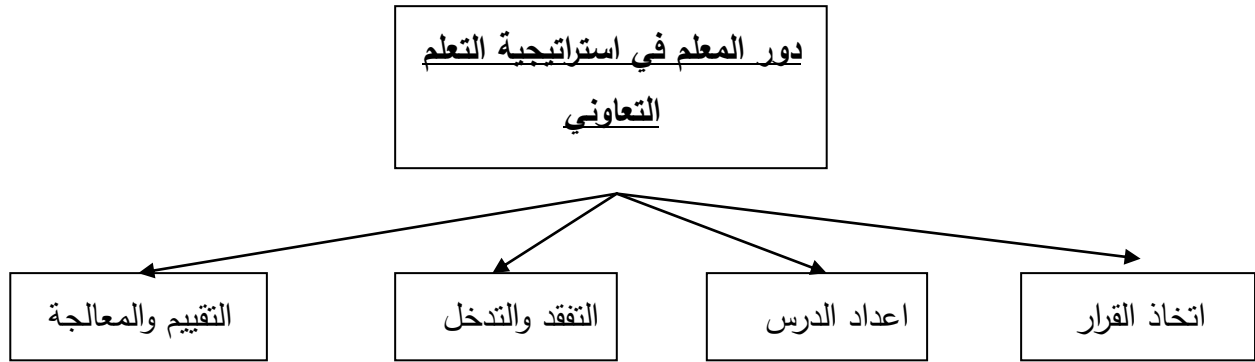 دور المعلم في استراتيجية التعلم
التعاوني
اتخاذ القرار
اعداد الدرس
التفقد والتدخل
التقييم والمعالجة